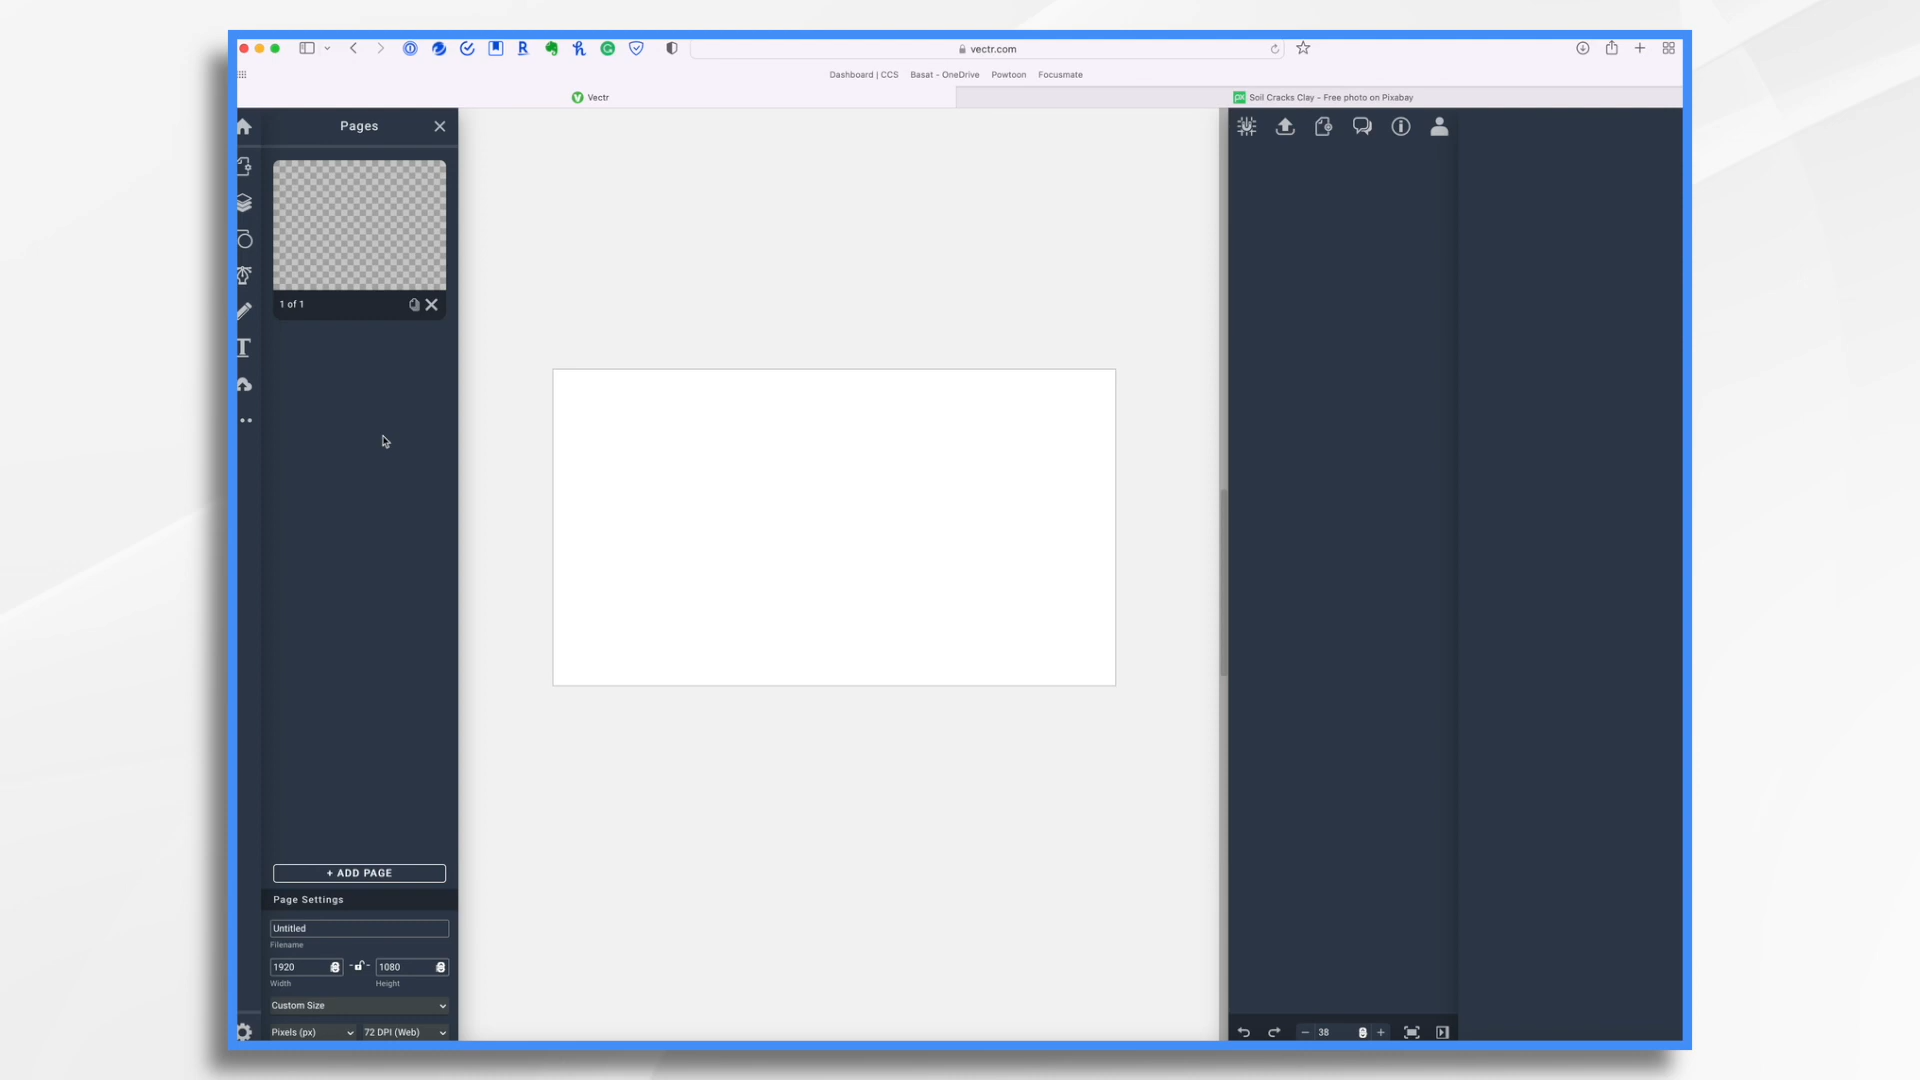 vectr.com
Dashboard | CCS Basat - OneDrive Powtoon Focusmate
Vectr
Soil Cracks Clay - Free photo on Pixabay
Pages
1 of 1
+ ADD PAGE
Page Settings
Untitled
Filename
1920 1080
Width Height
Custom Size
Pixels (px) 72 DPI (Web)
38